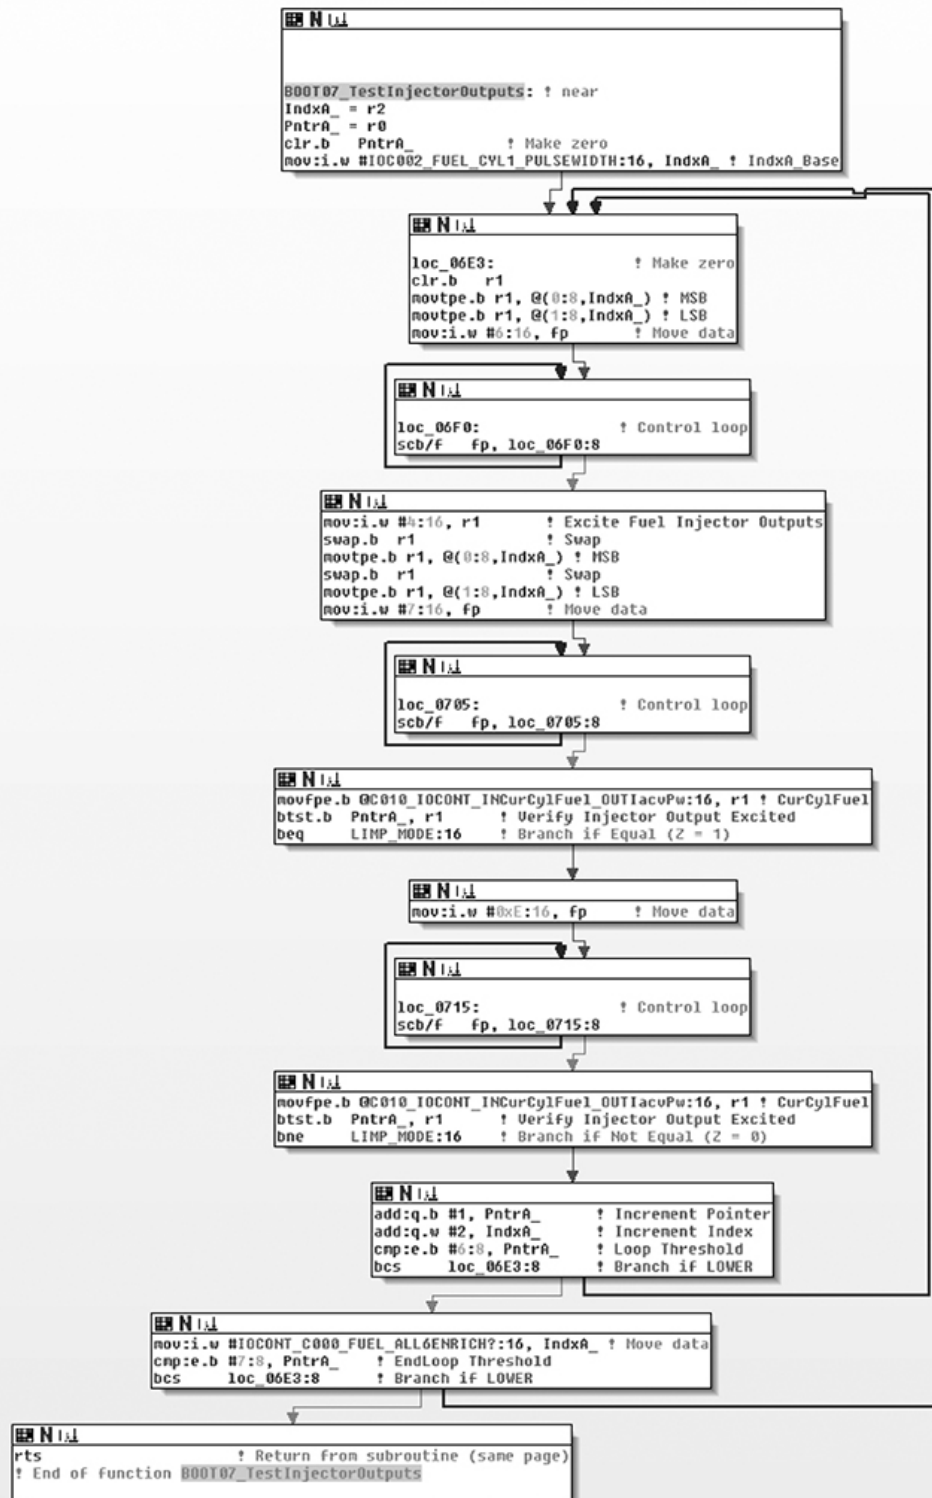 BOOT07_TestInjectorOutputs: ! near
IndxA_ = r2
PntrA_ = r0
clr.b PntrA_ ! Make zero
mov:i.w #IOC002_FUEL_CYL1_PULSEWIDTH:16, IndxA_ ! IndxA_Base
loc_06E3: ! Make zero
clr.b r1
movtpe.b r1, @(0:8,IndxA_) ! MSB
movtpe.b r1, @(1:8,IndxA_) ! LSB
mov:i.w #6:16, fp ! Move data
loc_06F0: ! Control loop
scb/f fp, loc_06F0:8
mov:i.w #4:16, r1 ! Excite Fuel Injector Outputs
swap.b r1 ! Swap
movtpe.b r1, @(0:8,IndxA_) ! MSB
swap.b r1 ! Swap
movtpe.b r1, @(1:8,IndxA_) ! LSB
mov:i.w #7:16, fp ! Move data
loc_0705: ! Control loop
scb/f fp, loc_0705:8
movfpe.b @C010_IOCONT_INCurCylFuel_OUTIacvPw:16, r1 ! CurCylFuel
btst.b PntrA_, r1 ! Verify Injector Output Excited
beq LIMP_MODE:16 ! Branch if Equal (Z = 1)
mov:i.w #0xE:16, fp ! Move data
loc_0715: ! Control loop
scb/f fp, loc_0715:8
movfpe.b @C010_IOCONT_INCurCylFuel_OUTIacvPw:16, r1 ! CurCylFuel
btst.b PntrA_, r1 ! Verify Injector Output Excited
bne LIMP_MODE:16 ! Branch if Not Equal (Z = 0)
add:q.b #1, PntrA_ ! Increment Pointer
add:q.w #2, IndxA_ ! Increment Index
cmp:e.b #6:8, PntrA_ ! Loop Threshold
bcs loc_06E3:8 ! Branch if LOWER
mov:i.w #IOCONT_C000_FUEL_ALL6ENRICH?:16, IndxA_ ! Move data
cmp:e.b #7:8, PntrA_ ! EndLoop Threshold
bcs loc_06E3:8 ! Branch if LOWER
rts ! Return from subroutine (same page)
! End of function BOOT07_TestInjectorOutputs